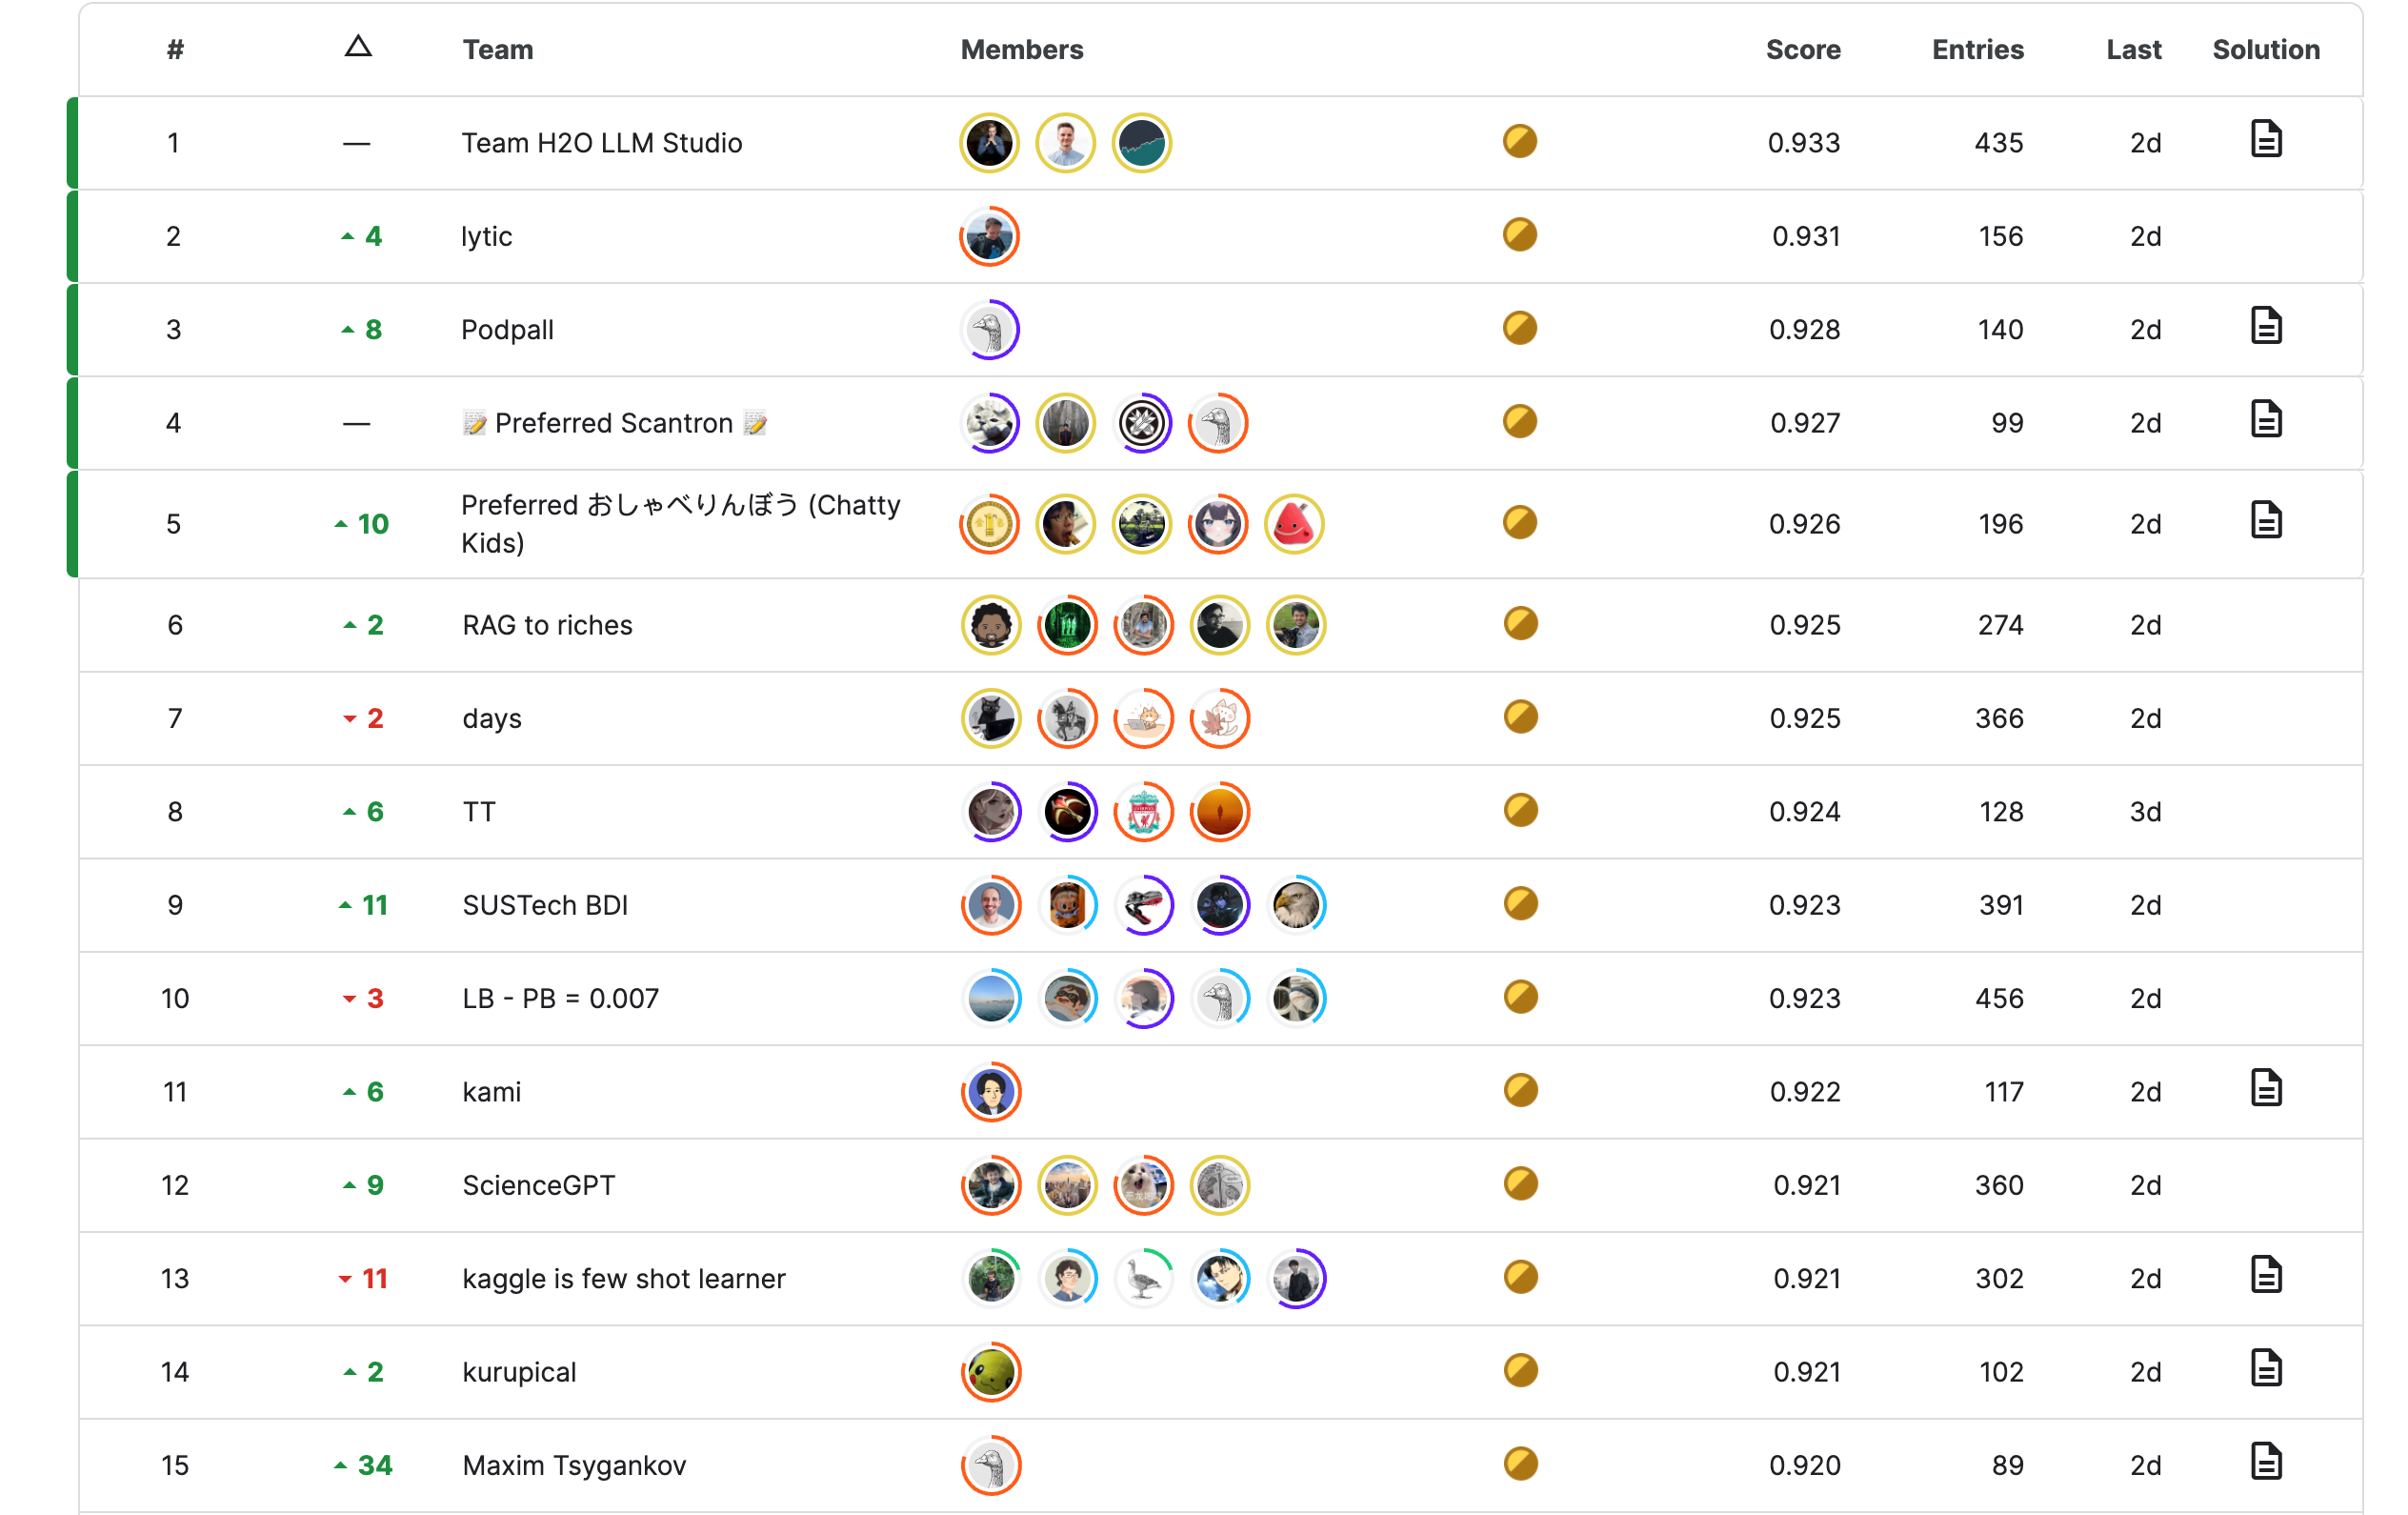 # △ Team Members Score Entries Last Solution
1 — Team H2O LLM Studio 0.933 435 2d
2 4 lytic 0.931 156 2d
3 8 Podpall 0.928 140 2d
4 — 📝 Preferred Scantron 📝 0.927 99 2d
5 10 Preferred おしゃべりんぼう (Chatty
Kids) 0.926 196 2d
6 2 RAG to riches 0.925 274 2d
7 2 days 0.925 366 2d
8 6 TT 0.924 128 3d
9 11 SUSTech BDI 0.923 391 2d
10 3 LB - PB = 0.007 0.923 456 2d
11 6 kami 0.922 117 2d
12 9 ScienceGPT 0.921 360 2d
13 11 kaggle is few shot learner 0.921 302 2d
14 2 kurupical 0.921 102 2d
15 34 Maxim Tsygankov 0.920 89 2d